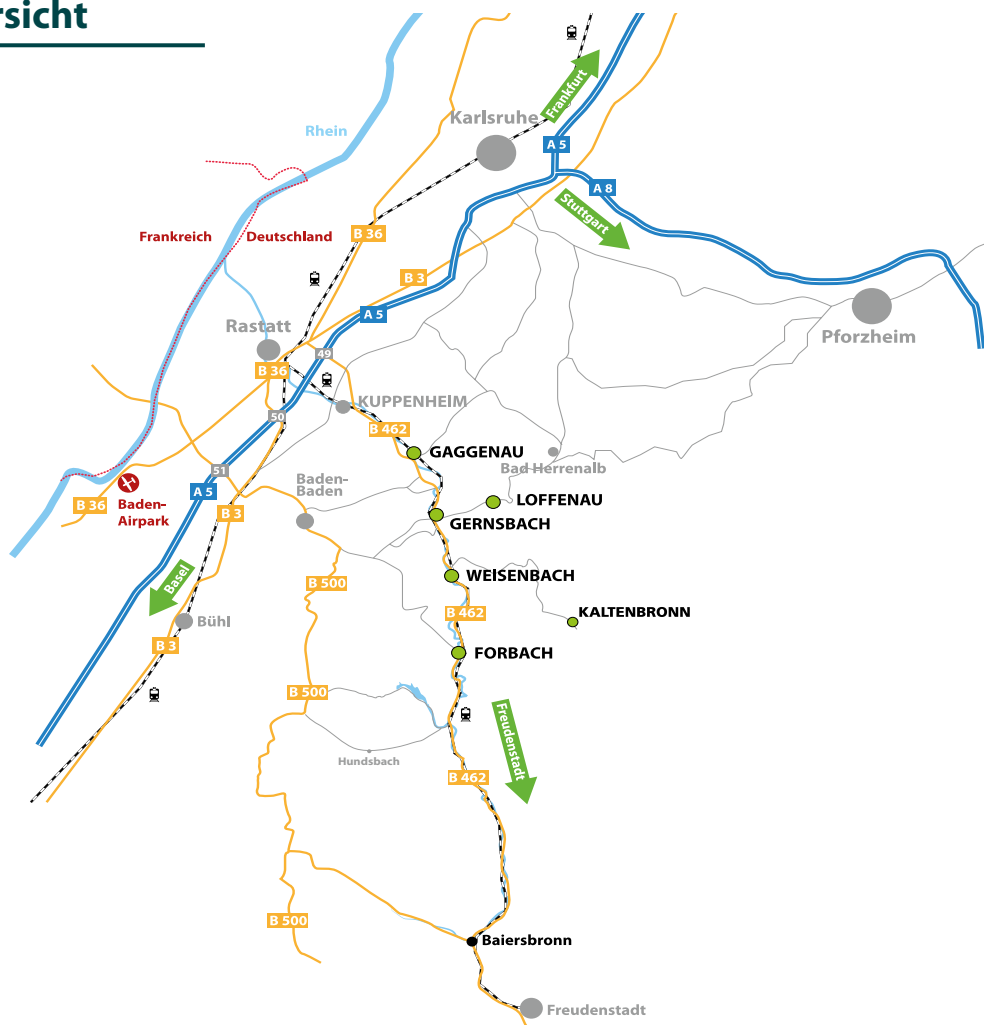 rsicht
Frankfurt
Karlsruhe
Rhein
A 5
A 8
Stuttgart
Frankreich
Deutschland
B 36
B 3
A 5
Rastatt
Pforzheim
49
B 36
KUPPENHEIM
50
B 462
GAGGENAU
Bad Herrenalb
51
Baden-
Baden
A 5
LOFFENAU
B 36
Baden-
Airpark
B 3
GERNSBACH
Basel
B 500
WEISENBACH
B 462
KALTENBRONN
Bühl
B 3
FORBACH
B 500
Freudenstadt
Hundsbach
B 462
B 500
Baiersbronn
Freudenstadt